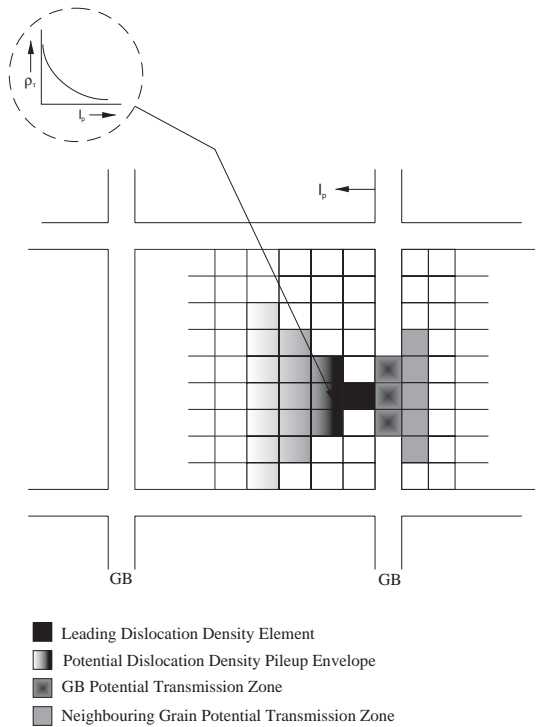 ρτ
lp
lp
GB GB
Leading Dislocation Density Element
Potential Dislocation Density Pileup Envelope
GB Potential Transmission Zone
Neighbouring Grain Potential Transmission Zone